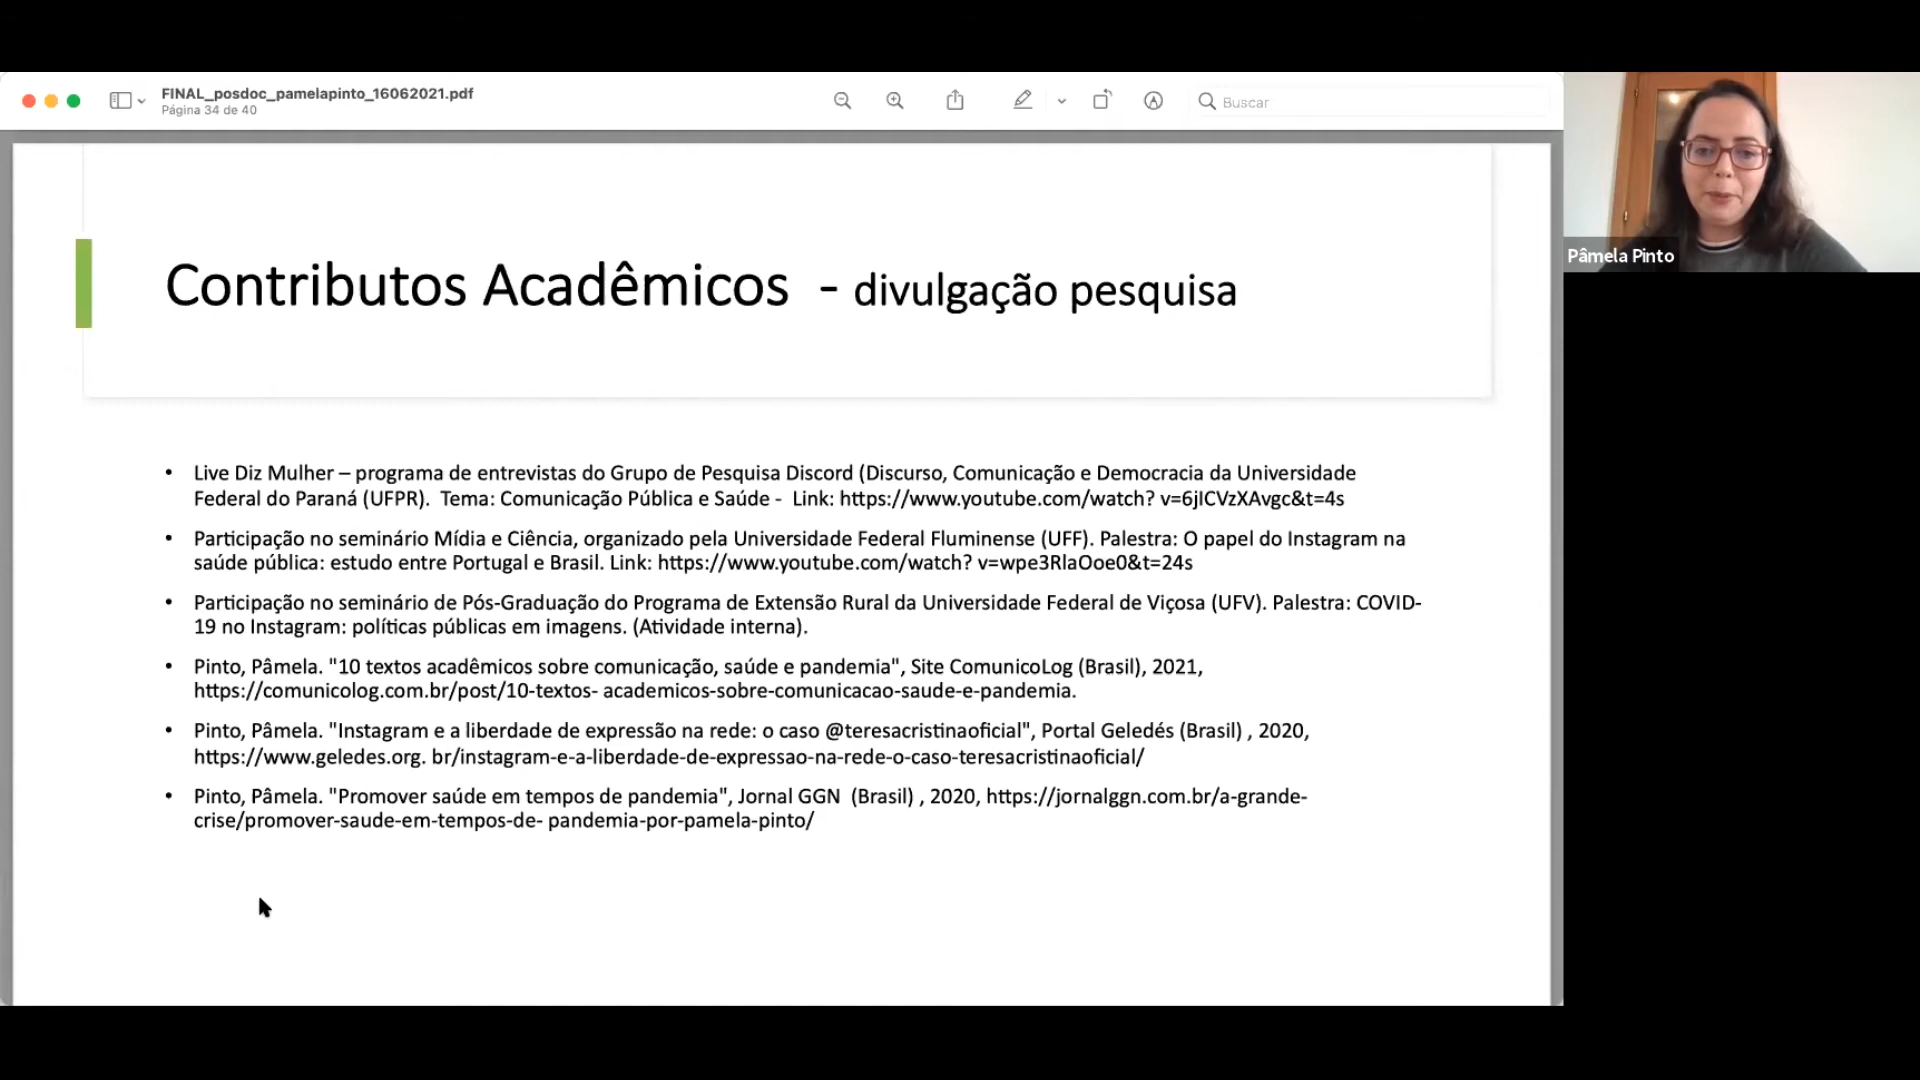 FINAL_posdoc_pamelapinto_16062021.pdf
Página 34 de 40
Buscar
Pâmela Pinto
Contributos Acadêmicos - divulgação pesquisa
• Live Diz Mulher – programa de entrevistas do Grupo de Pesquisa Discord (Discurso, Comunicação e Democracia da Universidade
Federal do Paraná (UFPR). Tema: Comunicação Pública e Saúde - Link: https://www.youtube.com/watch? v=6jICVzXAvgc&t=4s
• Participação no seminário Mídia e Ciência, organizado pela Universidade Federal Fluminense (UFF). Palestra: O papel do Instagram na
saúde pública: estudo entre Portugal e Brasil. Link: https://www.youtube.com/watch? v=wpe3RlaOoe0&t=24s
• Participação no seminário de Pós-Graduação do Programa de Extensão Rural da Universidade Federal de Viçosa (UFV). Palestra: COVID-
19 no Instagram: políticas públicas em imagens. (Atividade interna).
• Pinto, Pâmela. "10 textos acadêmicos sobre comunicação, saúde e pandemia", Site ComunicoLog (Brasil), 2021,
https://comunicolog.com.br/post/10-textos- academicos-sobre-comunicacao-saude-e-pandemia.
• Pinto, Pâmela. "Instagram e a liberdade de expressão na rede: o caso @teresacristinaoficial", Portal Geledés (Brasil) , 2020,
https://www.geledes.org. br/instagram-e-a-liberdade-de-expressao-na-rede-o-caso-teresacristinaoficial/
• Pinto, Pâmela. "Promover saúde em tempos de pandemia", Jornal GGN (Brasil) , 2020, https://jornalggn.com.br/a-grande-
crise/promover-saude-em-tempos-de- pandemia-por-pamela-pinto/